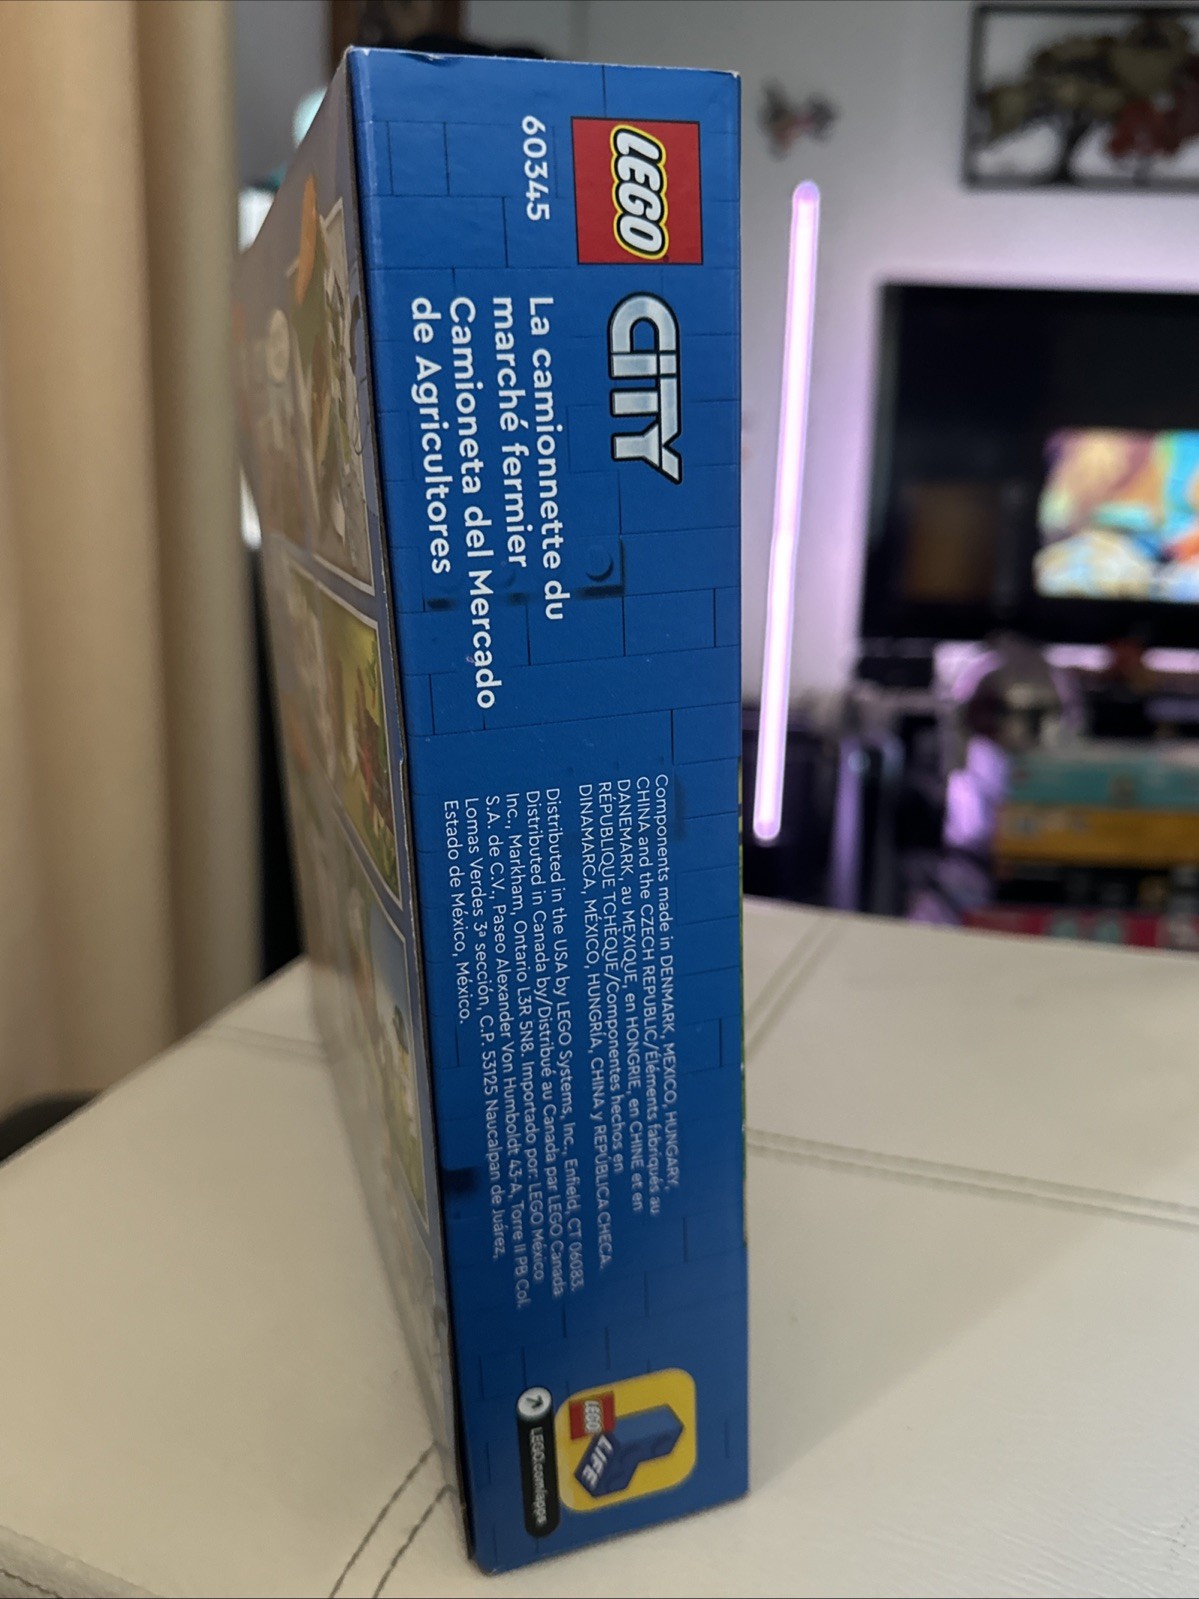 LEGO
CITY
60345
La camionnette du
marché fermier
Camioneta del Mercado
de Agricultores
Components made in DENMARK, MEXICO, HUNGARY,
CHINA and the CZECH REPUBLIC/Éléments fabriqués au
DANEMARK, au MEXIQUE, en HONGRIE, en CHINE et en
RÉPUBLIQUE TCHÈQUE/Componentes hechos en
DINAMARCA, MÉXICO, HUNGRÍA, CHINA y REPÚBLICA CHECA.
Distributed in the USA by LEGO Systems, Inc., Enfield, CT 06083.
Distributed in Canada by/Distribué au Canada par LEGO Canada
Inc., Markham, Ontario L3R 5N8. Importado por: LEGO México
S.A. de C.V., Paseo Alexander Von Humboldt 43-A, Torre II PB Col.
Lomas Verdes 3ª sección, C.P. 53125 Naucalpan de Juárez,
Estado de México, México.
LEGO
LIFE
LEGO.com/apps